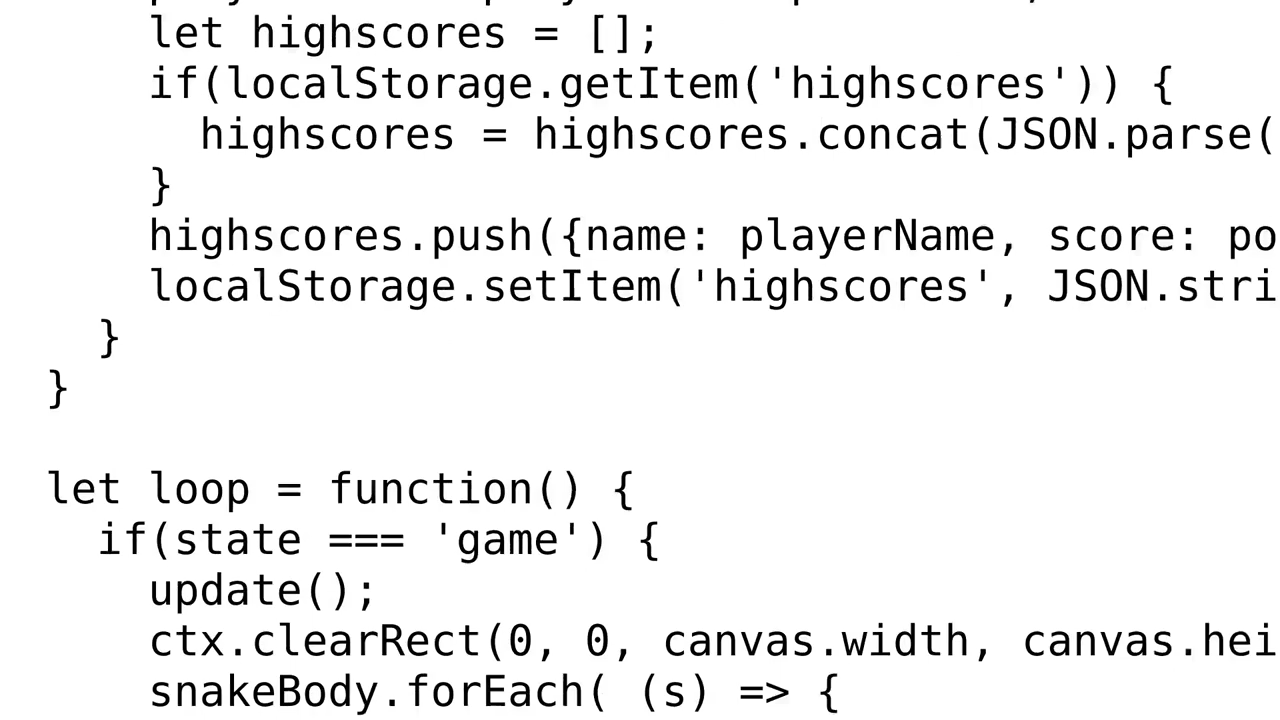 let highscores = [];
if(localStorage.getItem('highscores')) {
highscores = highscores.concat(JSON.parse(
}
highscores.push({name: playerName, score: po
localStorage.setItem('highscores', JSON.stri
}
}
let loop = function() {
if(state === 'game') {
update();
ctx.clearRect(0, 0, canvas.width, canvas.hei
snakeBody.forEach( (s) => {